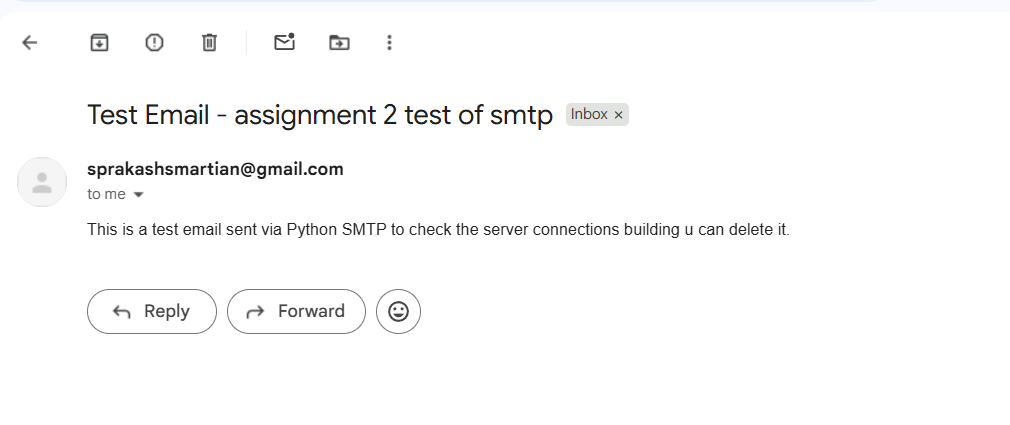 Test Email - assignment 2 test of smtp Inbox ×
sprakashsmartian@gmail.com
to me
This is a test email sent via Python SMTP to check the server connections building u can delete it.
Reply Forward